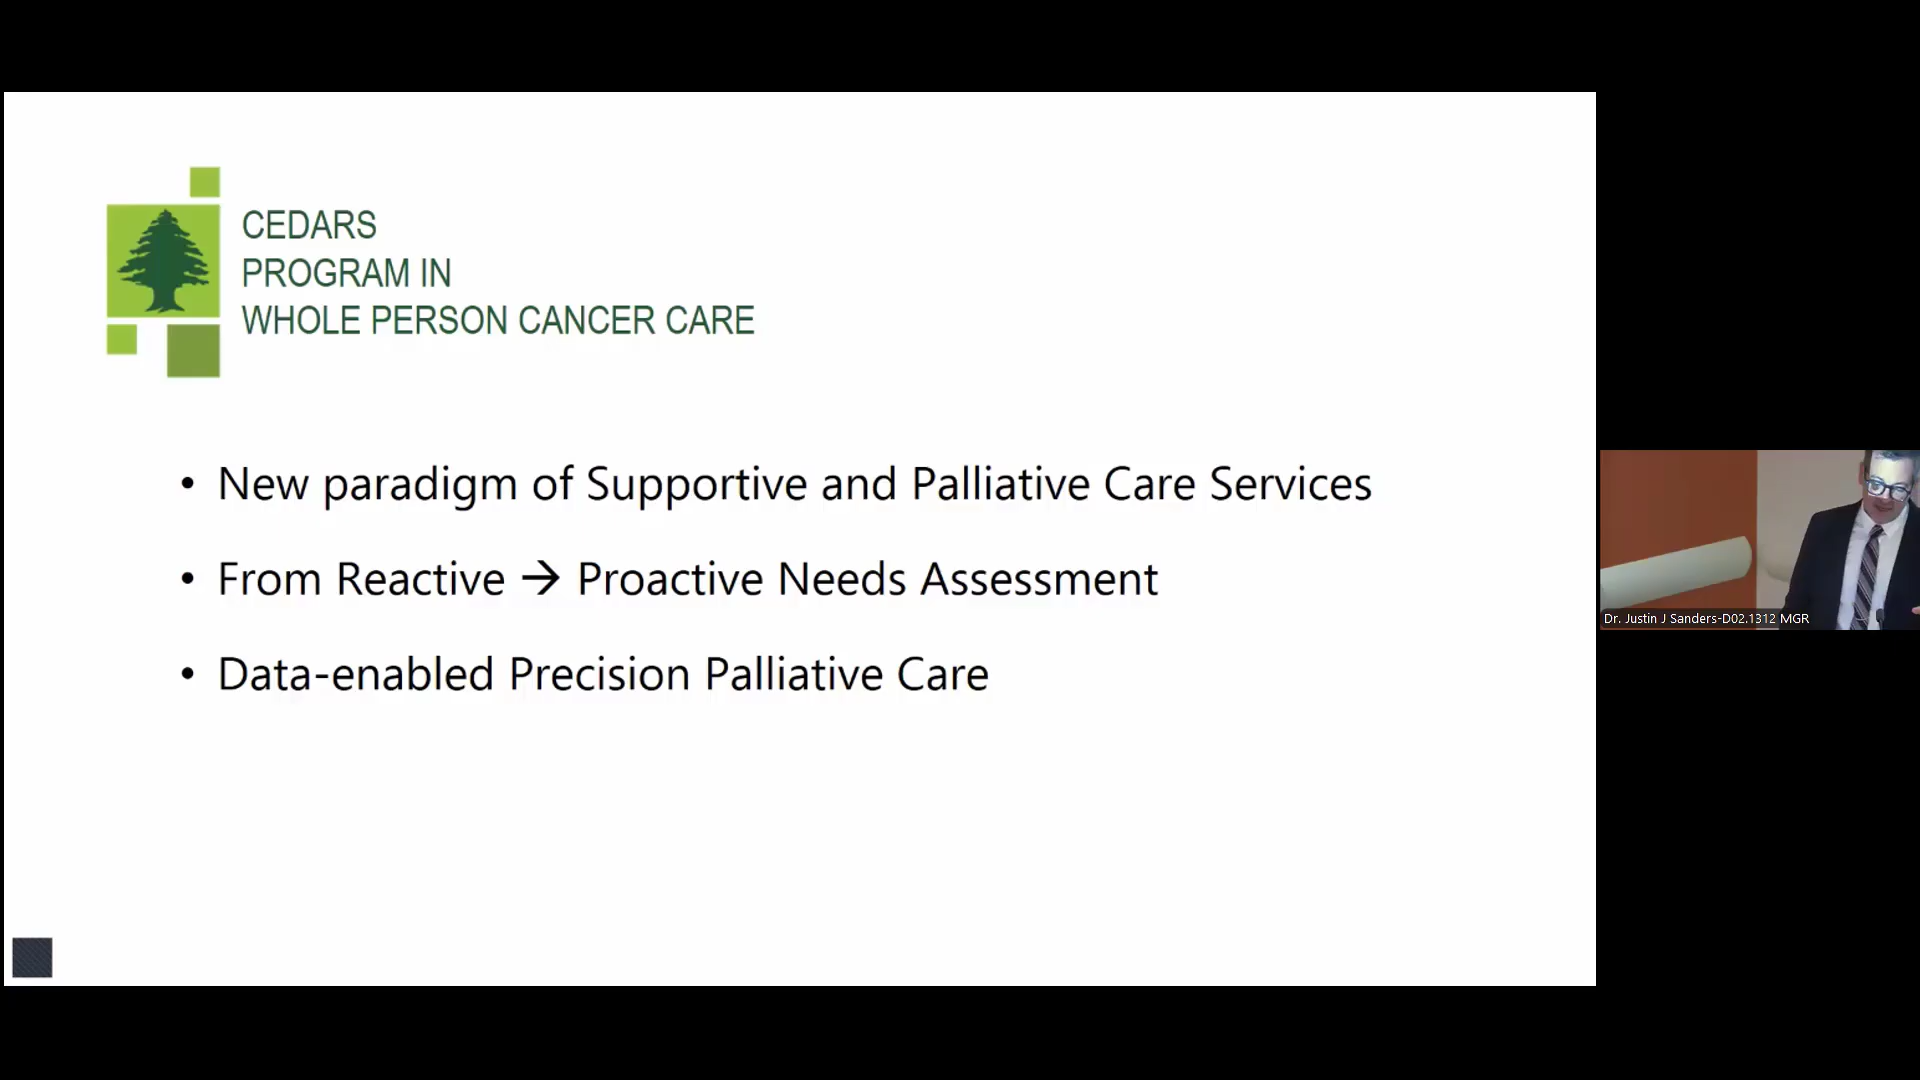 CEDARS
PROGRAM IN
WHOLE PERSON CANCER CARE
• New paradigm of Supportive and Palliative Care Services
• From Reactive → Proactive Needs Assessment
• Data-enabled Precision Palliative Care
Dr. Justin J Sanders-D02.1312 MGR